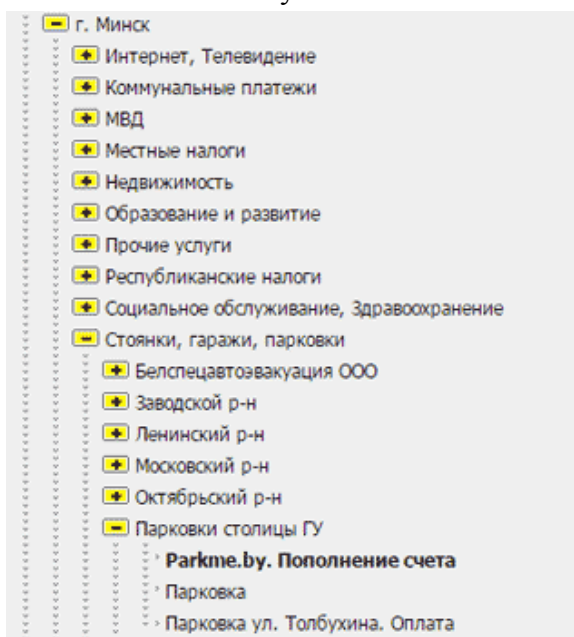 г. Минск
Интернет, Телевидение
Коммунальные платежи
МВД
Местные налоги
Недвижимость
Образование и развитие
Прочие услуги
Республиканские налоги
Социальное обслуживание, Здравоохранение
Стоянки, гаражи, парковки
Белспецавтоэвакуация ООО
Заводской р-н
Ленинский р-н
Московский р-н
Октябрьский р-н
Парковки столицы ГУ
Parkme.by. Пополнение счета
Парковка
Парковка ул. Толбухина. Оплата